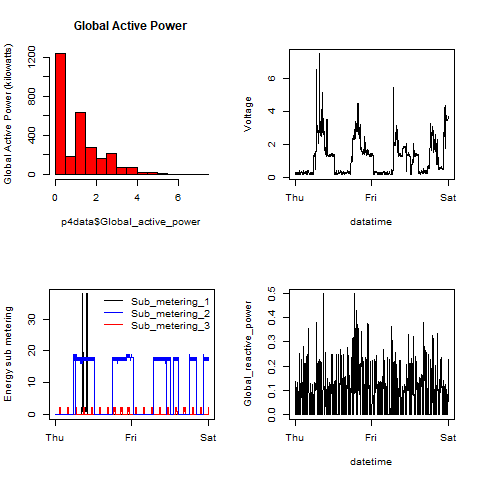 Global Active Power
Global Active Power (kilowatts)
0 400 800 1200
0 2 4 6
p4data$Global_active_power
Voltage
0 2 4 6
Thu Fri Sat
datatime
Energy sub metering
0 10 20 30
Sub_metering_1
Sub_metering_2
Sub_metering_3
Thu Fri Sat
Global_reactive_power
0.0 0.1 0.2 0.3 0.4 0.5
Thu Fri Sat
datetime